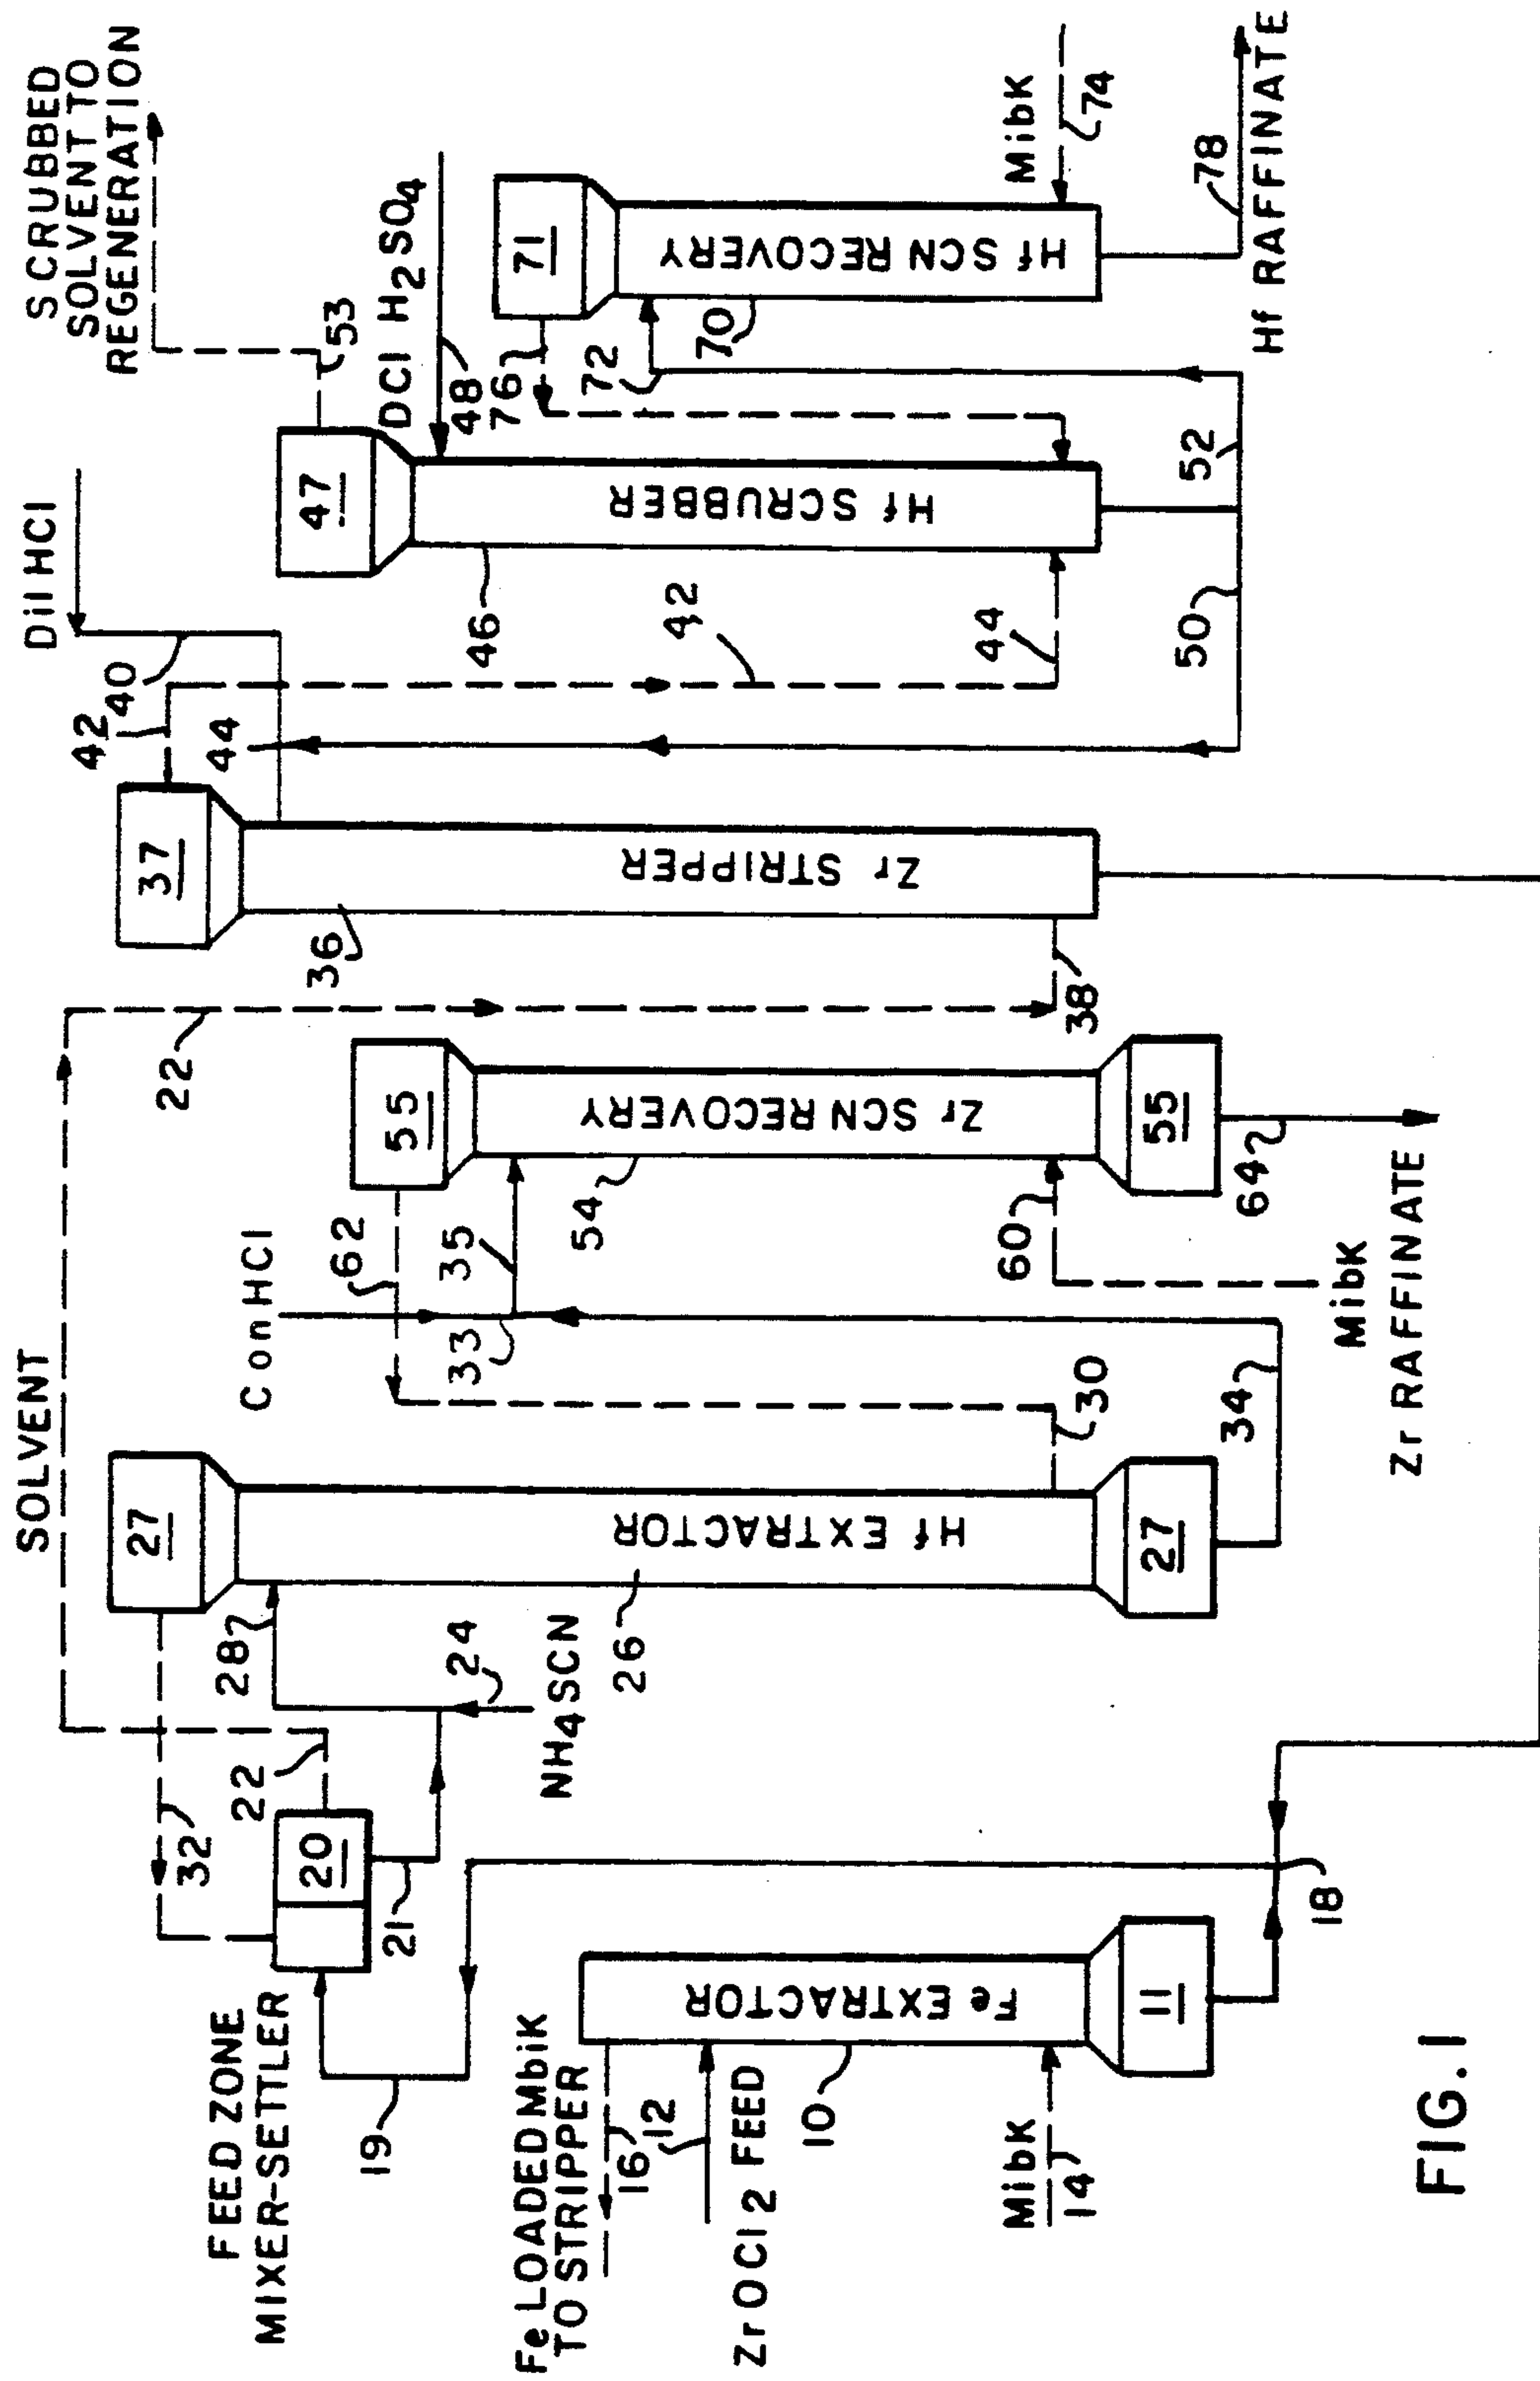 SCRUBBED
SOLVENT TO
REGENERATION
DilHCl
SOLVENT
53
DCl H2SO4
48
76
71
Hf SCN RECOVERY
70
72
MibK
74
78
Hf RAFFINATE
52
50
47
Hf SCRUBBER
46
42
44
40
42
44
37
Zr STRIPPER
36
38
22
55
Zr SCN RECOVERY
55
54
62
35
33
ConHCl
60
64
MibK
Zr RAFFINATE
34
30
27
Hf EXTRACTOR
27
26
28
24
NH4SCN
32
22
20
21
FEED ZONE
MIXER-SETTLER
19
18
Fe LOADED MbiK
TO STRIPPER
16
12
ZrOCl2 FEED
10
Fe EXTRACTOR
11
MibK
14
FIG. 1